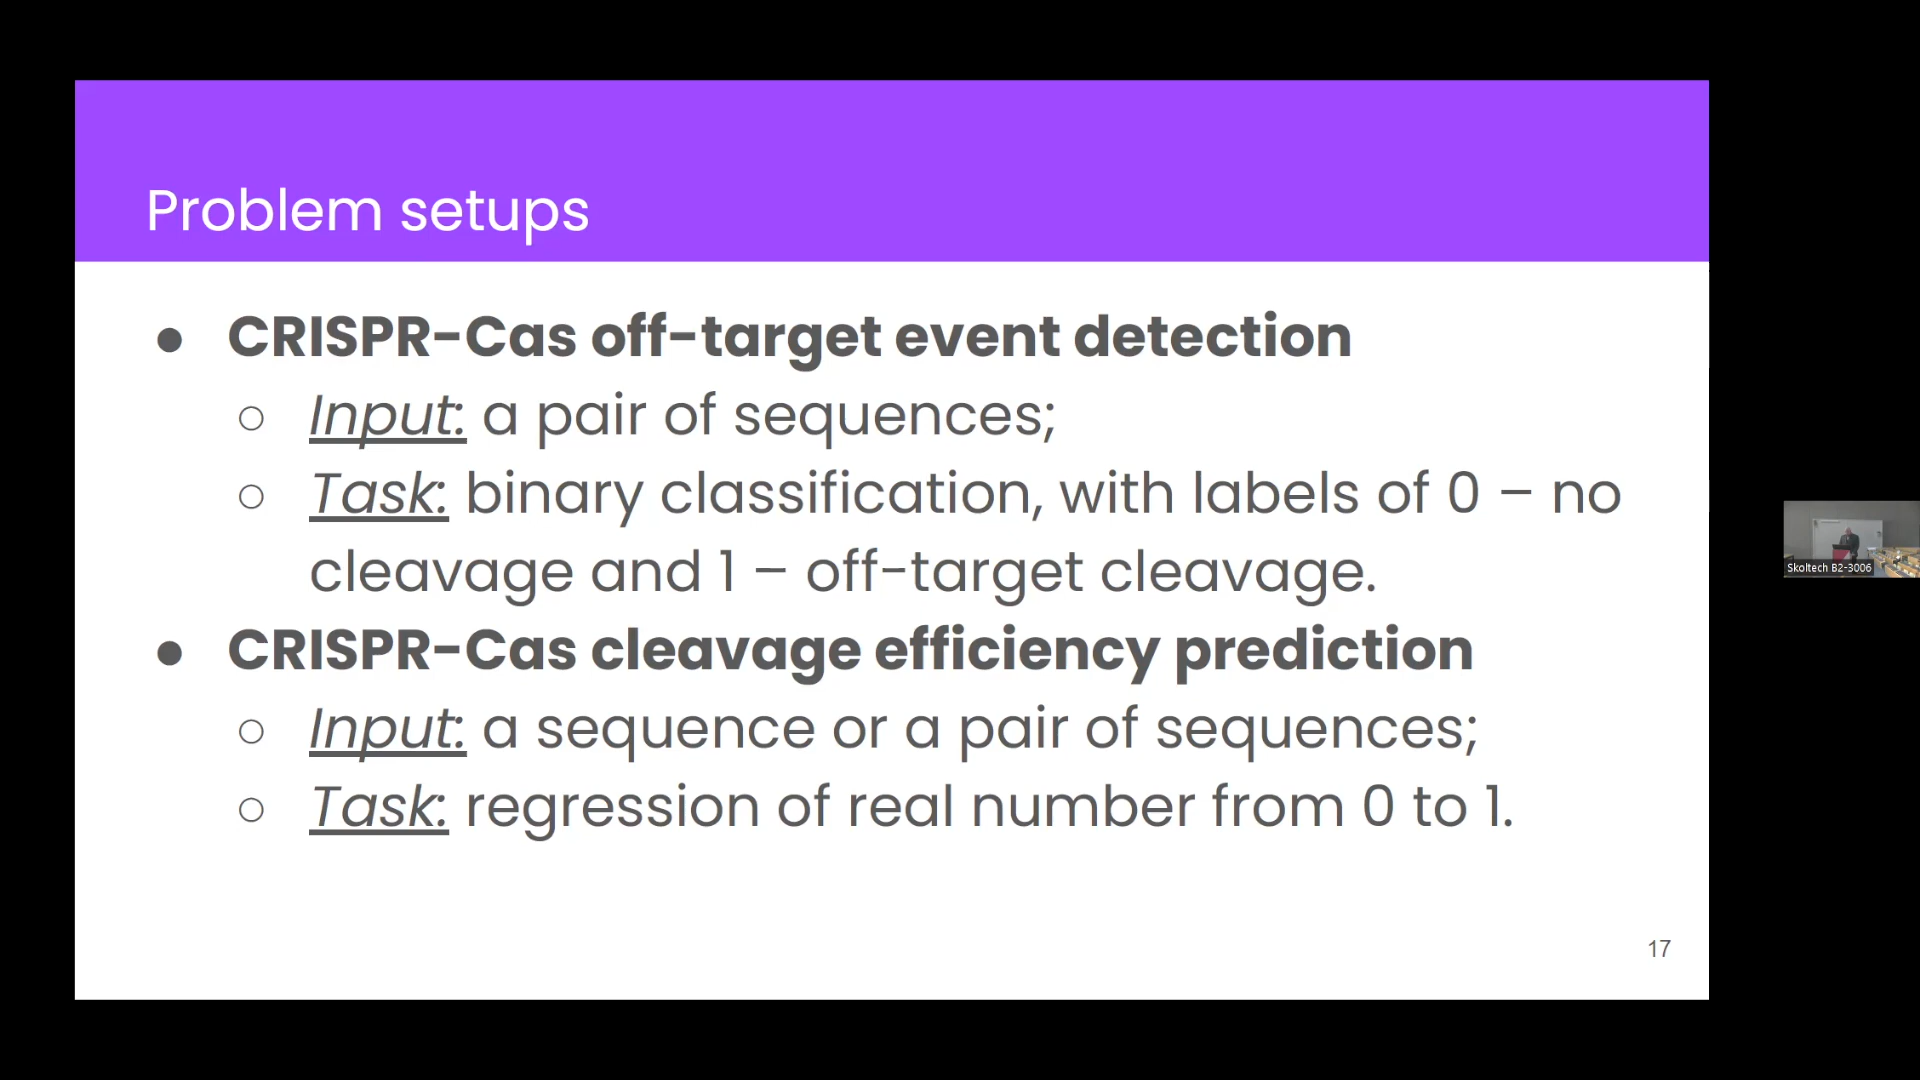 Problem setups
● CRISPR-Cas off-target event detection
○ Input: a pair of sequences;
○ Task: binary classification, with labels of 0 – no
cleavage and 1 – off-target cleavage.
● CRISPR-Cas cleavage efficiency prediction
○ Input: a sequence or a pair of sequences;
○ Task: regression of real number from 0 to 1.
17
Skoltech B2-3006